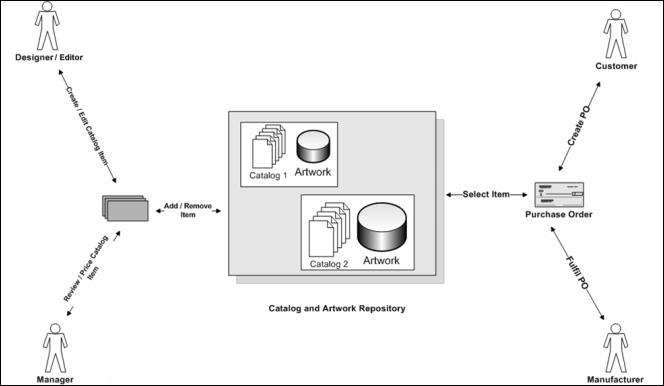 Designer / Editor
Customer
Create / Edit Catalog Item
Create PO
Catalog 1
Artwork
Add / Remove
Item
Select Item
Purchase Order
Catalog 2
Artwork
Review / Price Catalog
Item
Fulfil PO
Catalog and Artwork Repository
Manager
Manufacturer